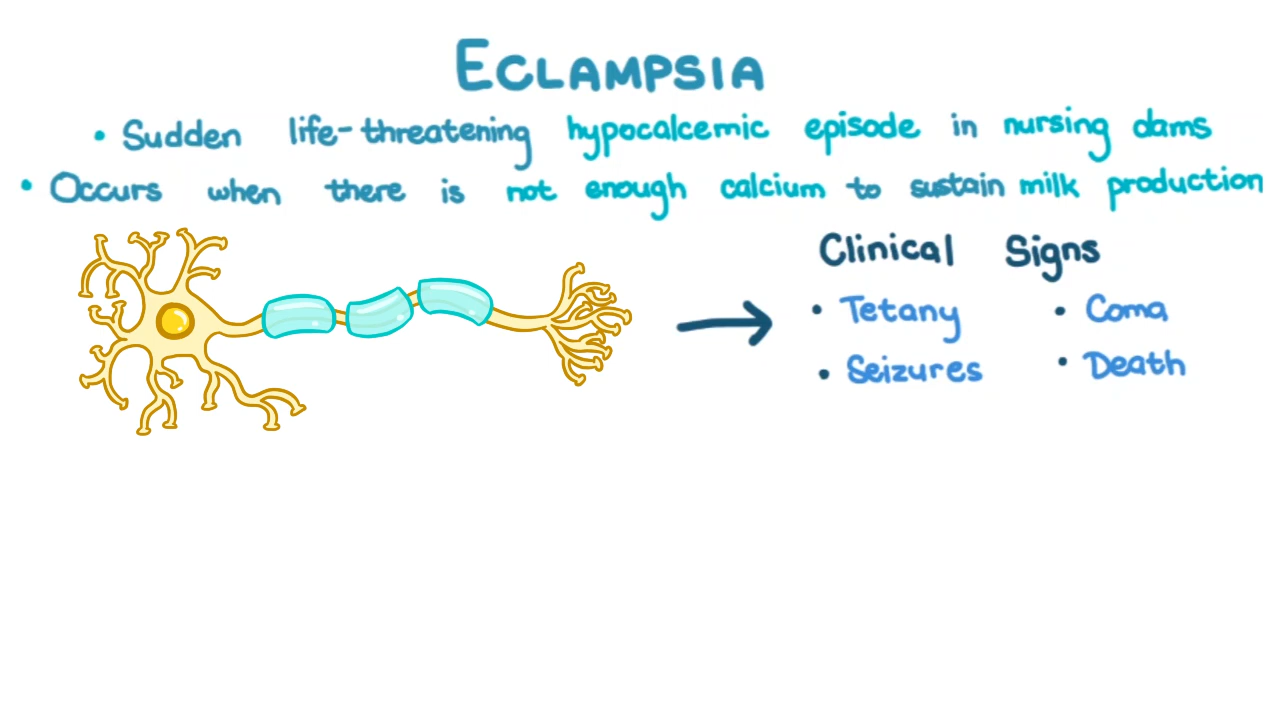 ECLAMPSIA
• Sudden life-threatening hypocalcemic episode in nursing dams
• Occurs when there is not enough calcium to sustain milk production
Clinical Signs
• Tetany • Coma
• Seizures • Death